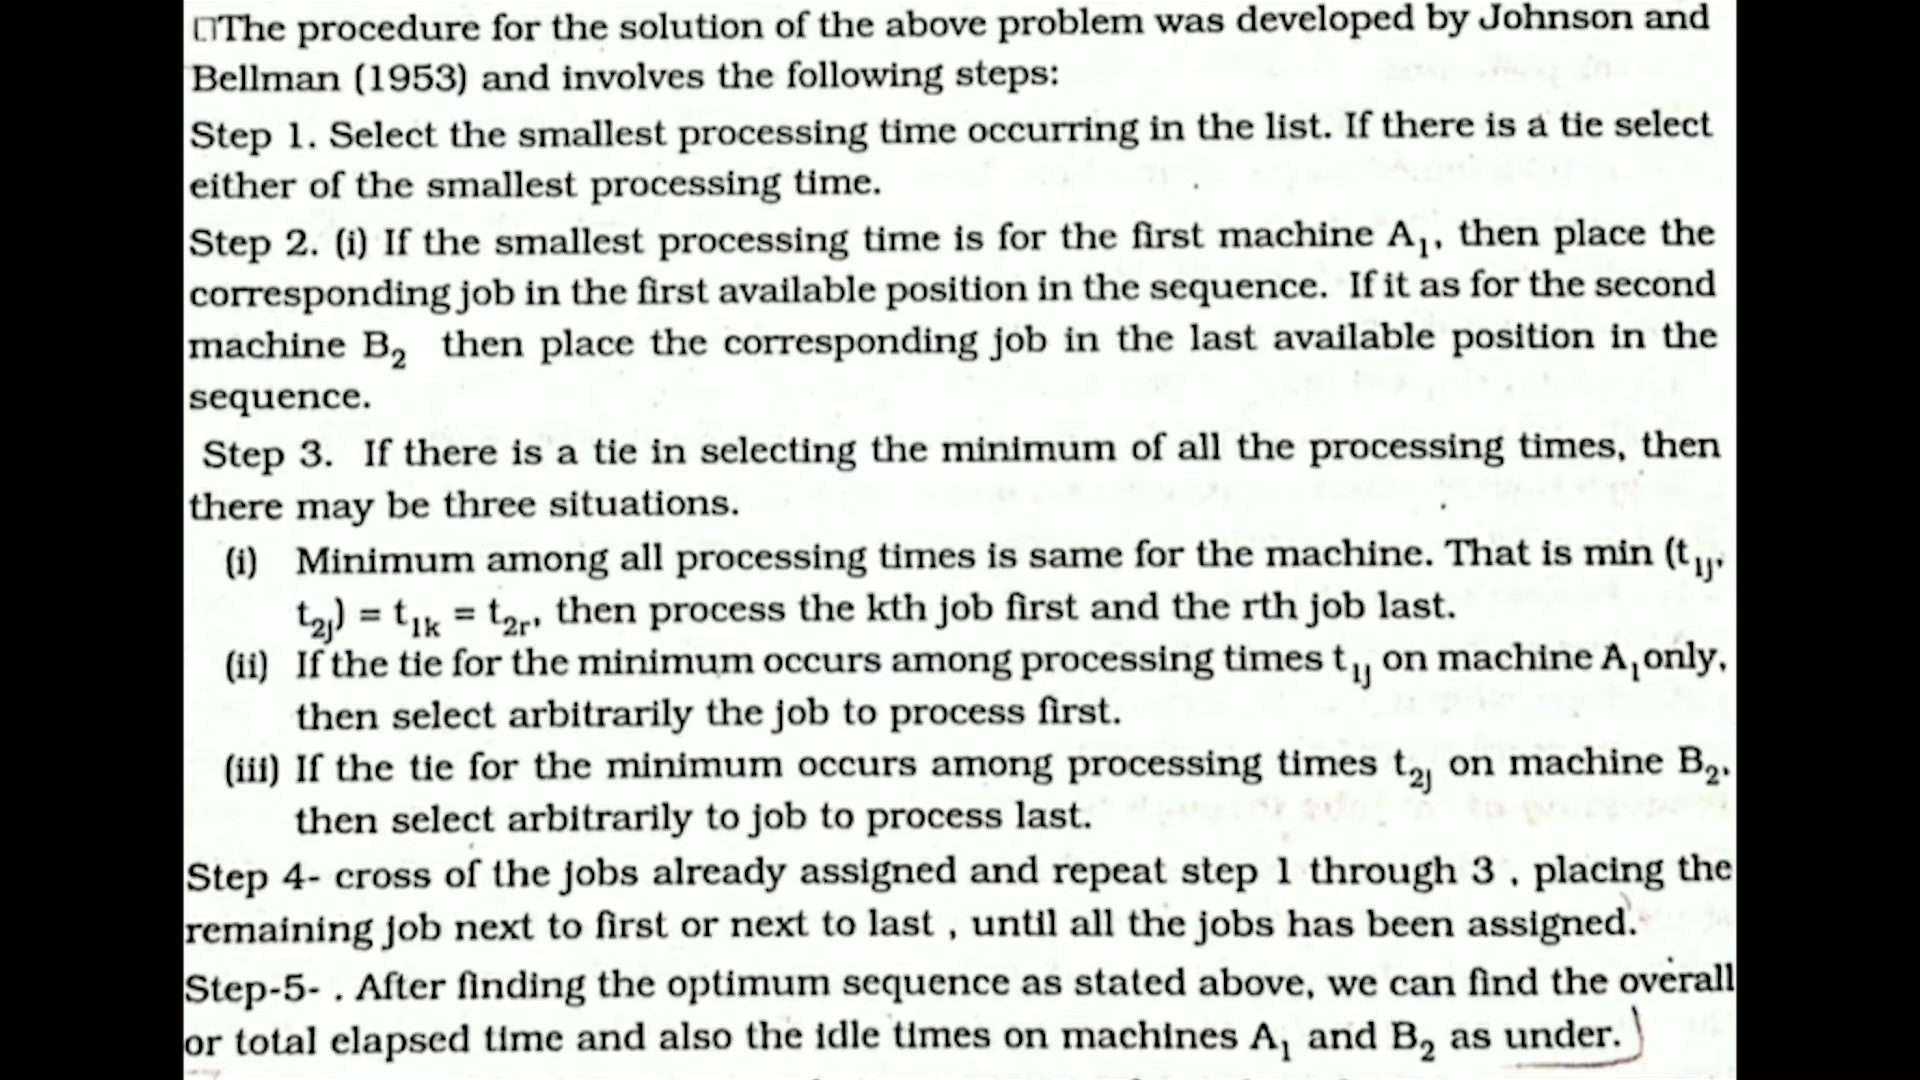 The procedure for the solution of the above problem was developed by Johnson and
Bellman (1953) and involves the following steps:
Step 1. Select the smallest processing time occurring in the list. If there is a tie select
either of the smallest processing time.
Step 2. (i) If the smallest processing time is for the first machine A₁, then place the
corresponding job in the first available position in the sequence. If it as for the second
machine B₂ then place the corresponding job in the last available position in the
sequence.
Step 3. If there is a tie in selecting the minimum of all the processing times, then
there may be three situations.
(i) Minimum among all processing times is same for the machine. That is min (t₁ⱼ,
t₂ⱼ) = t₁ₖ = t₂ᵣ, then process the kth job first and the rth job last.
(ii) If the tie for the minimum occurs among processing times t₁ⱼ on machine A₁only,
then select arbitrarily the job to process first.
(iii) If the tie for the minimum occurs among processing times t₂ⱼ on machine B₂,
then select arbitrarily to job to process last.
Step 4- cross of the jobs already assigned and repeat step 1 through 3 , placing the
remaining job next to first or next to last , until all the jobs has been assigned.
Step-5- . After finding the optimum sequence as stated above, we can find the overall
or total elapsed time and also the idle times on machines A₁ and B₂ as under.